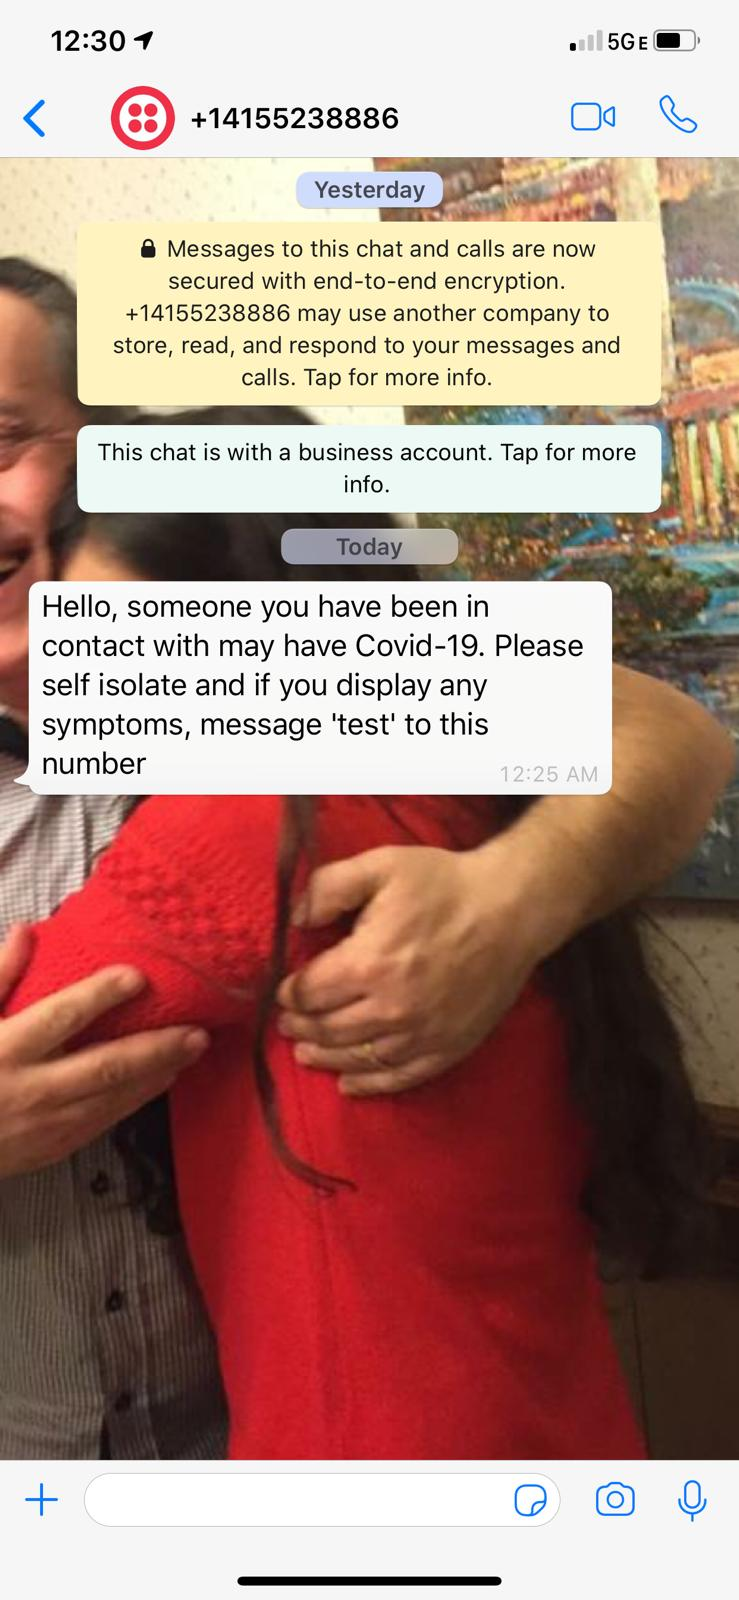 12:30
5GE
+14155238886
Yesterday
Messages to this chat and calls are now
secured with end-to-end encryption.
+14155238886 may use another company to
store, read, and respond to your messages and
calls. Tap for more info.
This chat is with a business account. Tap for more
info.
Today
Hello, someone you have been in
contact with may have Covid-19. Please
self isolate and if you display any
symptoms, message 'test' to this
number
12:25 AM